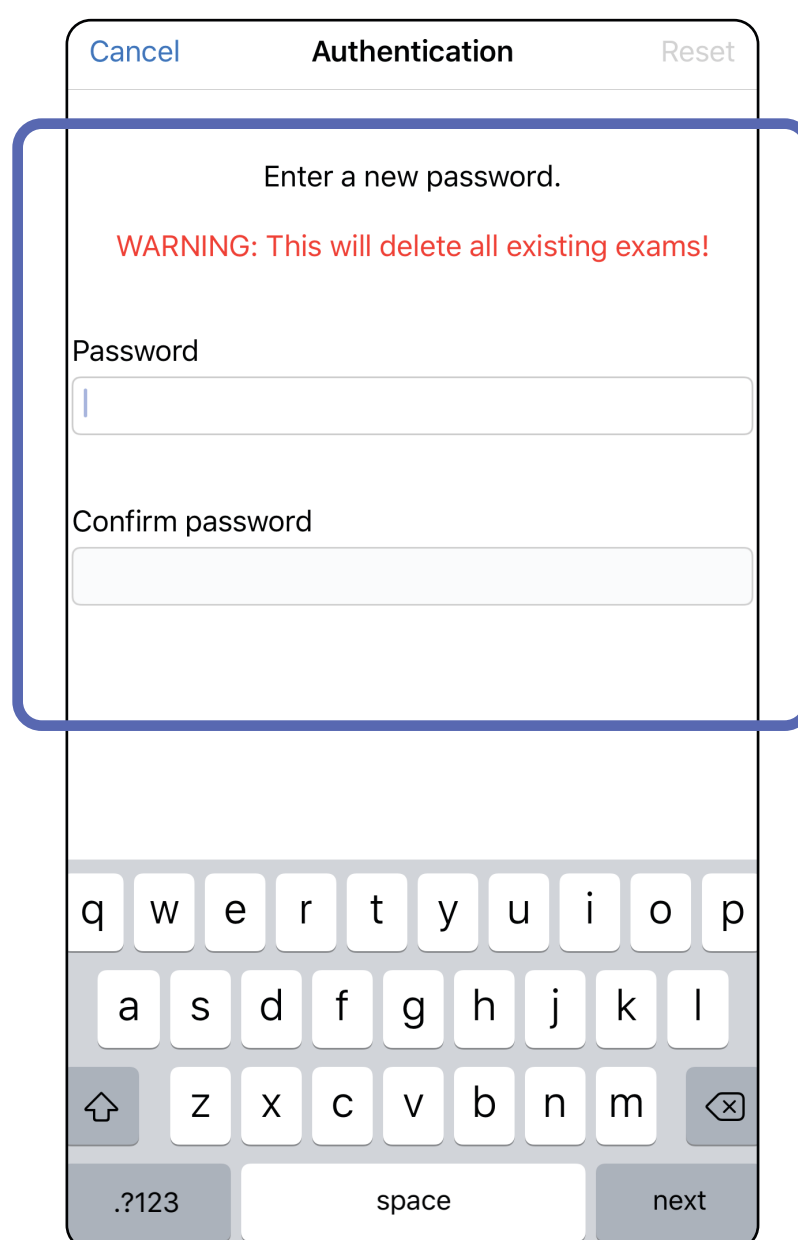 Cancel Authentication Reset
Enter a new password.
WARNING: This will delete all existing exams!
Password
Confirm password
q w e r t y u i o p
a s d f g h j k l
z x c v b n m
.?123 space next